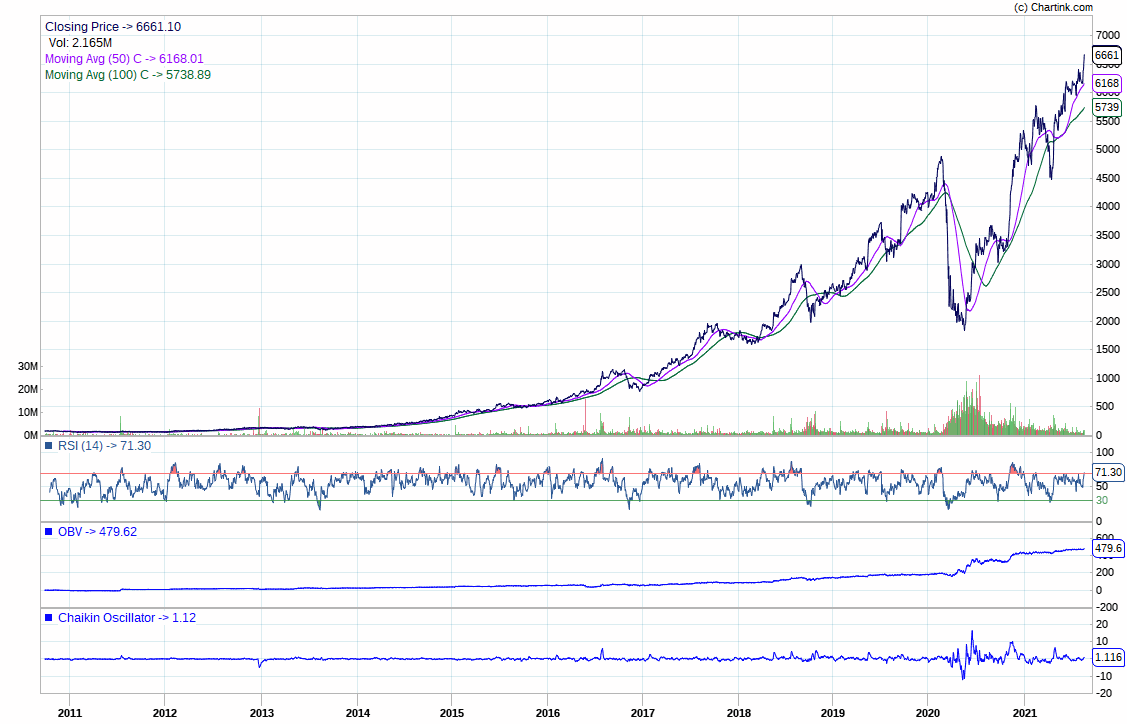 (c) Chartink.com
Closing Price -> 6661.10
Vol: 2.165M
Moving Avg (50) C -> 6168.01
Moving Avg (100) C -> 5738.89
7000
6661
6168
5739
5500
5000
4500
4000
3500
3000
2500
2000
1500
1000
500
0
30M
20M
10M
0M
RSI (14) -> 71.30
100
71.30
50
30
0
OBV -> 479.62
600
479.6
200
0
-200
Chaikin Oscillator -> 1.12
20
10
1.116
-10
-20
2011 2012 2013 2014 2015 2016 2017 2018 2019 2020 2021